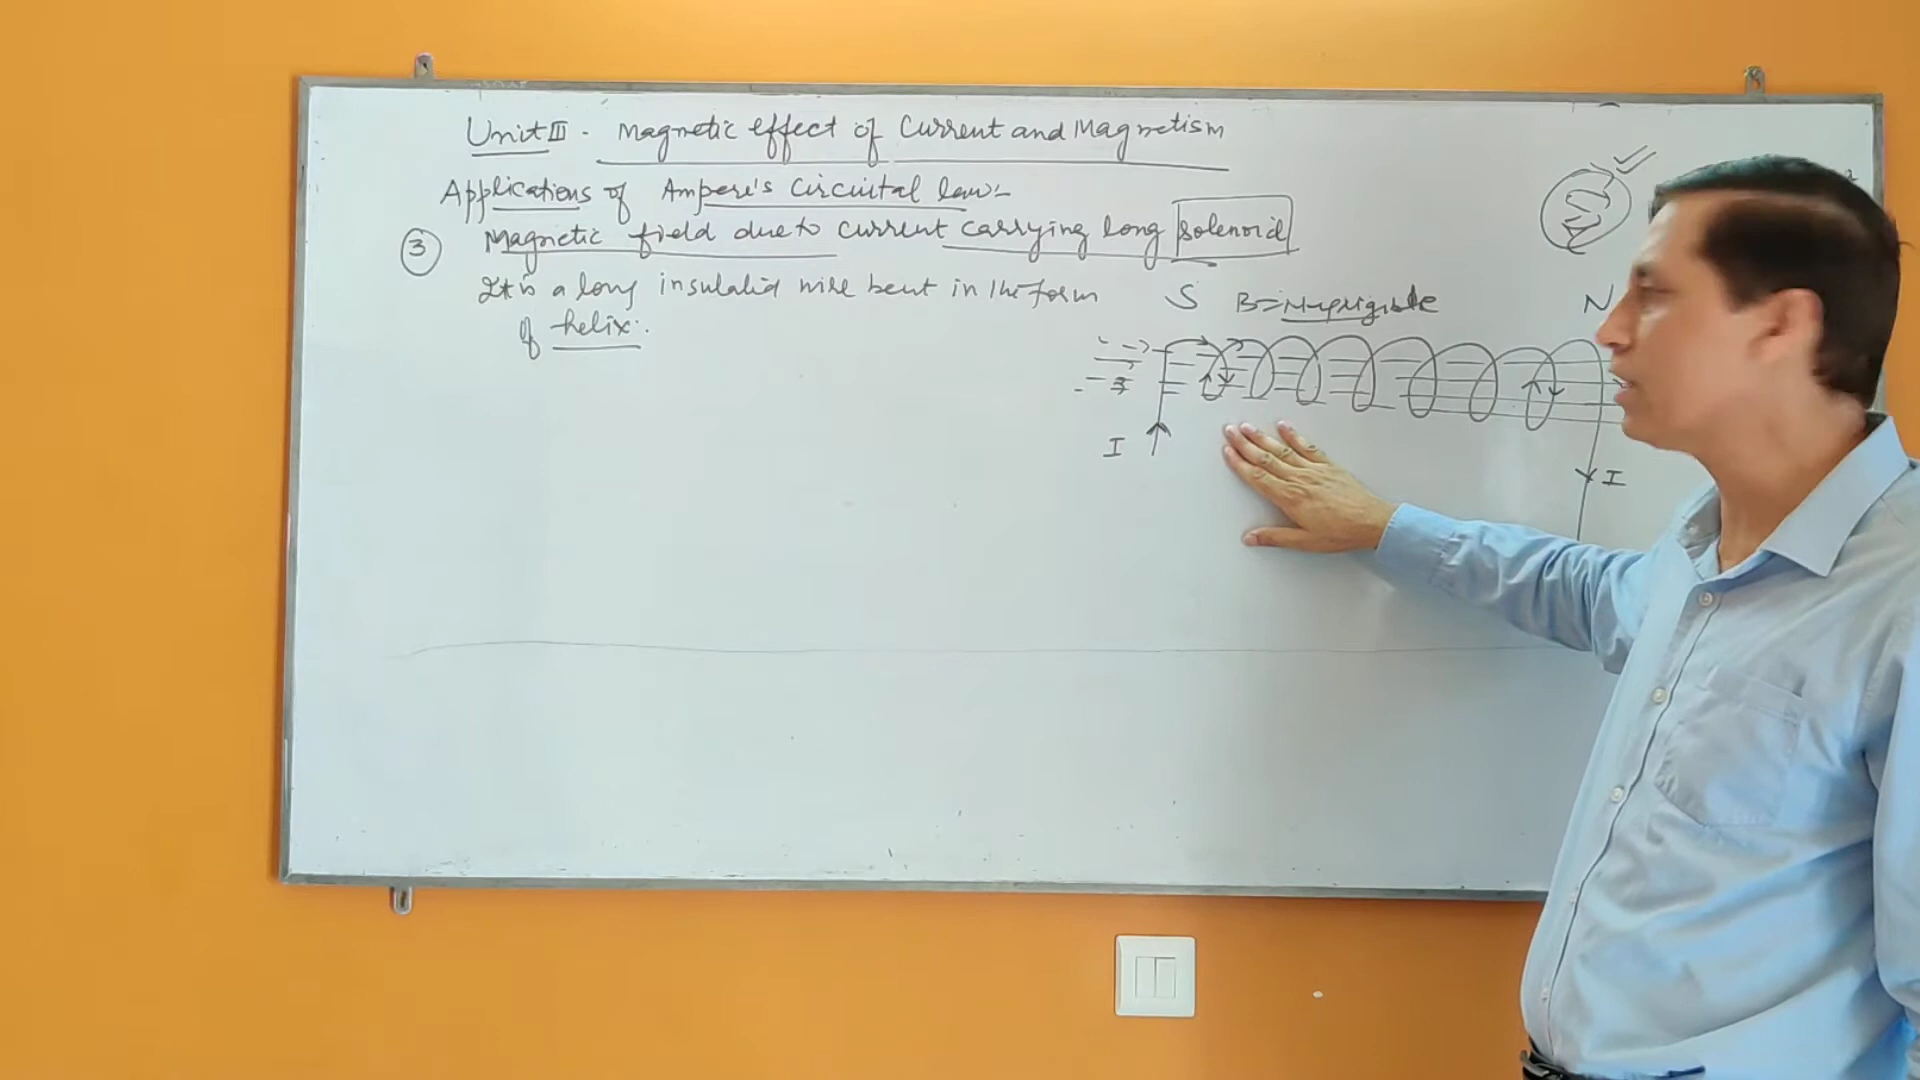 Unit III - Magnetic effect of Current and Magnetism
Applications of Ampere's Circuital law:-
3 Magnetic field due to current carrying long solenoid
It is a long insulated wire bent in the form
of helix.
S B=Negligible N
I
I